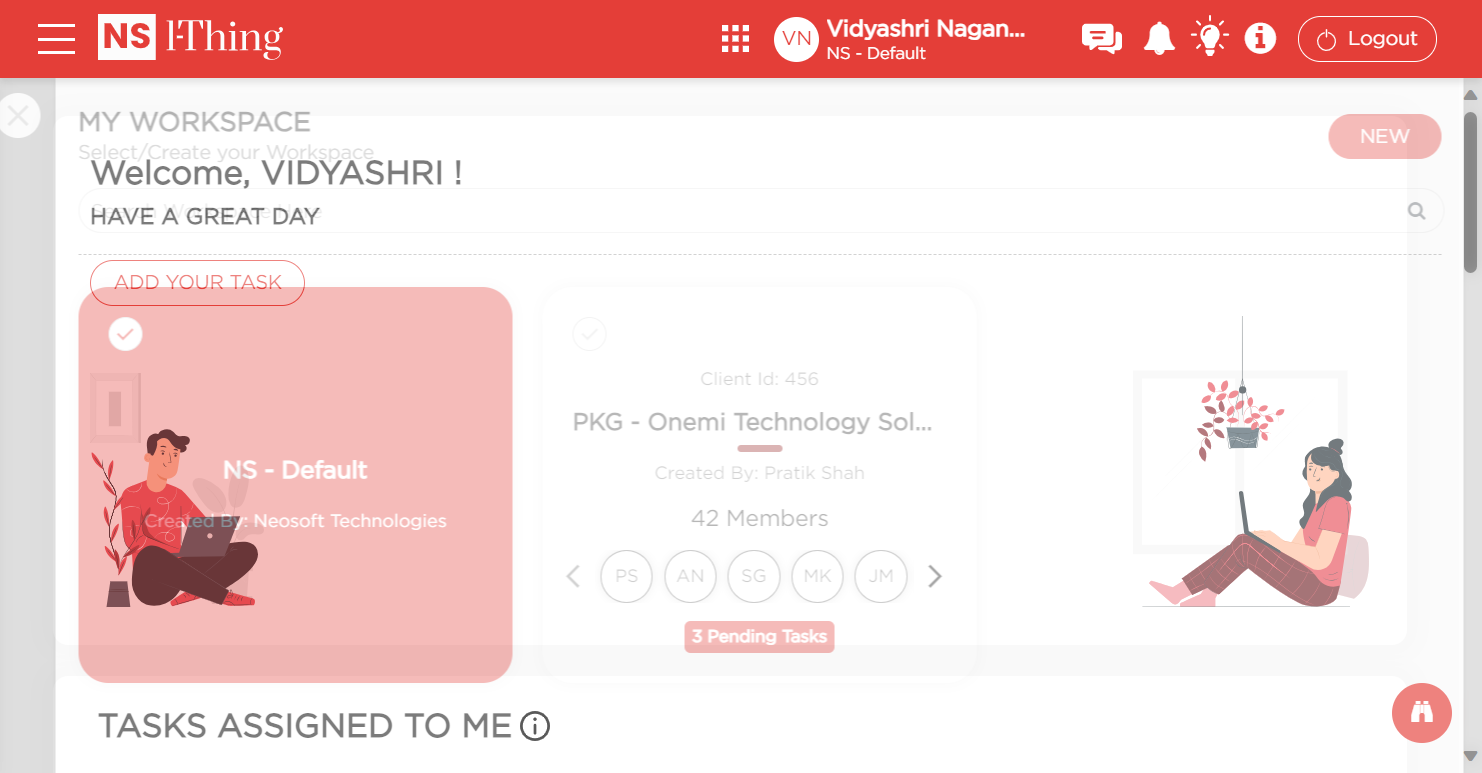 NS 1-Thing
VN
Vidyashri Nagan...
NS - Default
Logout
MY WORKSPACE
NEW
Select/Create your Workspace
Welcome, VIDYASHRI !
HAVE A GREAT DAY
ADD YOUR TASK
Client Id: 456
PKG - Onemi Technology Sol...
NS - Default
Created By: Pratik Shah
Created By: Neosoft Technologies
42 Members
PS AN SG MK JM
3 Pending Tasks
TASKS ASSIGNED TO ME